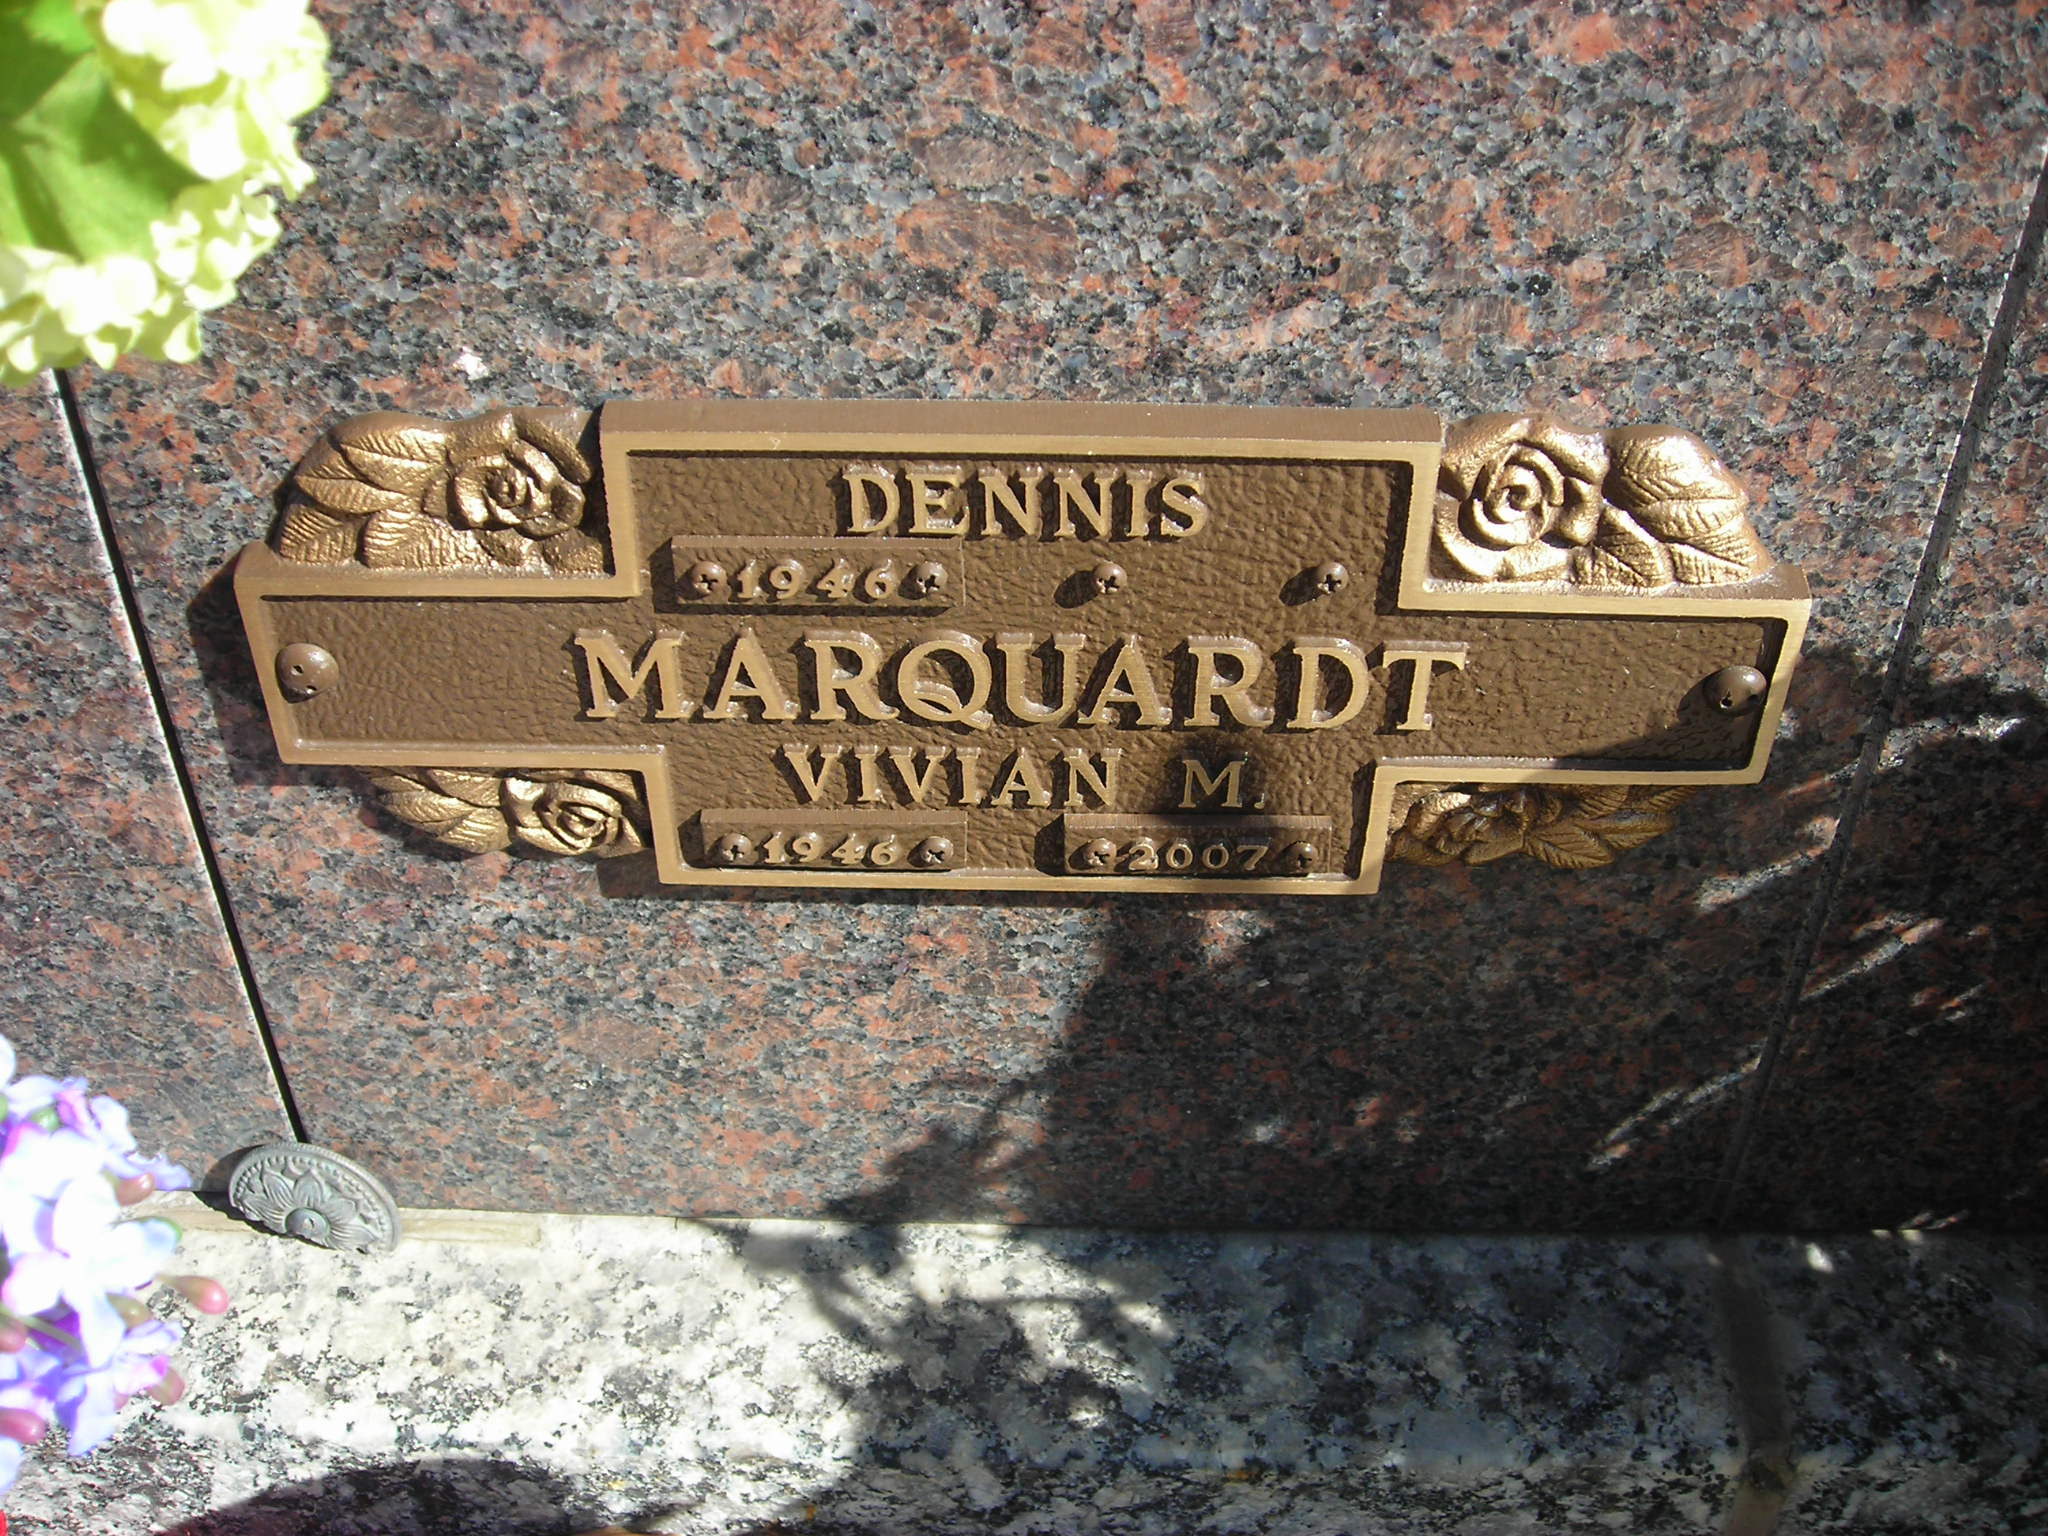 DENNIS
1946
MARQUARDT
VIVIAN M.
1946 2007